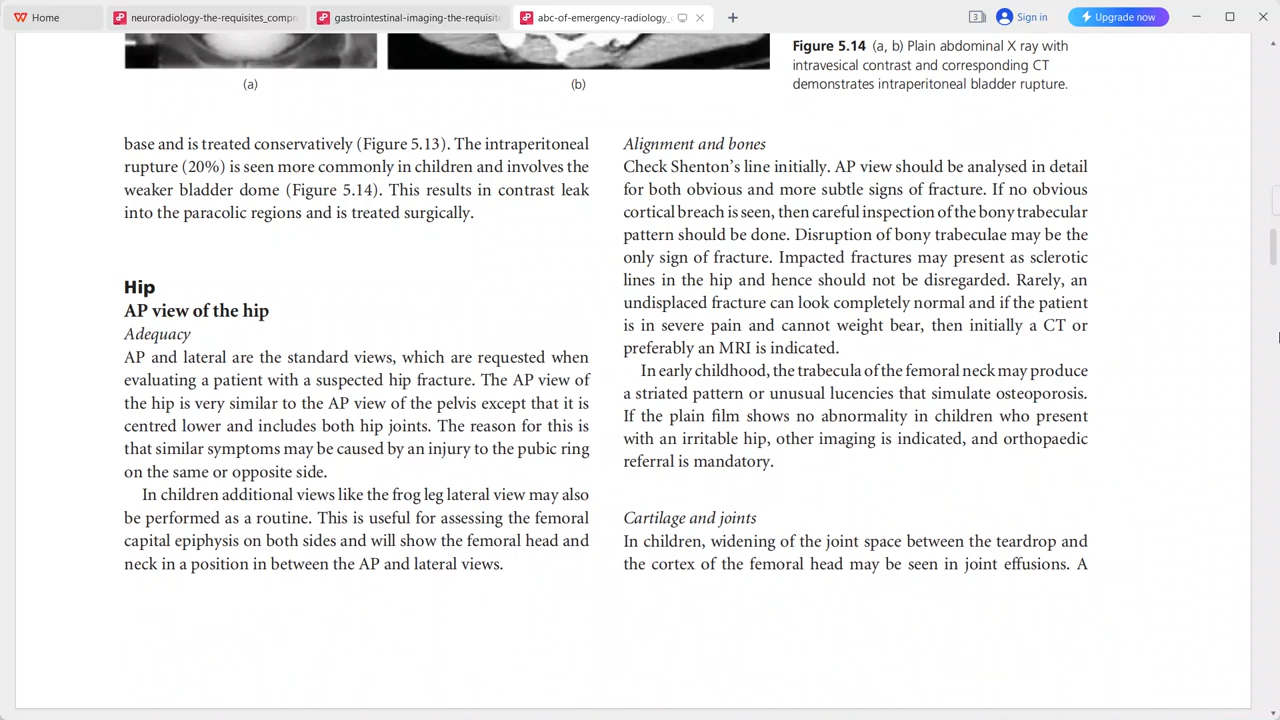 Home
neuroradiology-the-requisites_compr
gastrointestinal-imaging-the-requisite
abc-of-emergency-radiology_
3
Sign in
Upgrade now
(a)
(b)
Figure 5.14 (a, b) Plain abdominal X ray with
intravesical contrast and corresponding CT
demonstrates intraperitoneal bladder rupture.
base and is treated conservatively (Figure 5.13). The intraperitoneal
rupture (20%) is seen more commonly in children and involves the
weaker bladder dome (Figure 5.14). This results in contrast leak
into the paracolic regions and is treated surgically.
Hip
AP view of the hip
Adequacy
AP and lateral are the standard views, which are requested when
evaluating a patient with a suspected hip fracture. The AP view of
the hip is very similar to the AP view of the pelvis except that it is
centred lower and includes both hip joints. The reason for this is
that similar symptoms may be caused by an injury to the pubic ring
on the same or opposite side.
In children additional views like the frog leg lateral view may also
be performed as a routine. This is useful for assessing the femoral
capital epiphysis on both sides and will show the femoral head and
neck in a position in between the AP and lateral views.
Alignment and bones
Check Shenton's line initially. AP view should be analysed in detail
for both obvious and more subtle signs of fracture. If no obvious
cortical breach is seen, then careful inspection of the bony trabecular
pattern should be done. Disruption of bony trabeculae may be the
only sign of fracture. Impacted fractures may present as sclerotic
lines in the hip and hence should not be disregarded. Rarely, an
undisplaced fracture can look completely normal and if the patient
is in severe pain and cannot weight bear, then initially a CT or
preferably an MRI is indicated.
In early childhood, the trabecula of the femoral neck may produce
a striated pattern or unusual lucencies that simulate osteoporosis.
If the plain film shows no abnormality in children who present
with an irritable hip, other imaging is indicated, and orthopaedic
referral is mandatory.
Cartilage and joints
In children, widening of the joint space between the teardrop and
the cortex of the femoral head may be seen in joint effusions. A